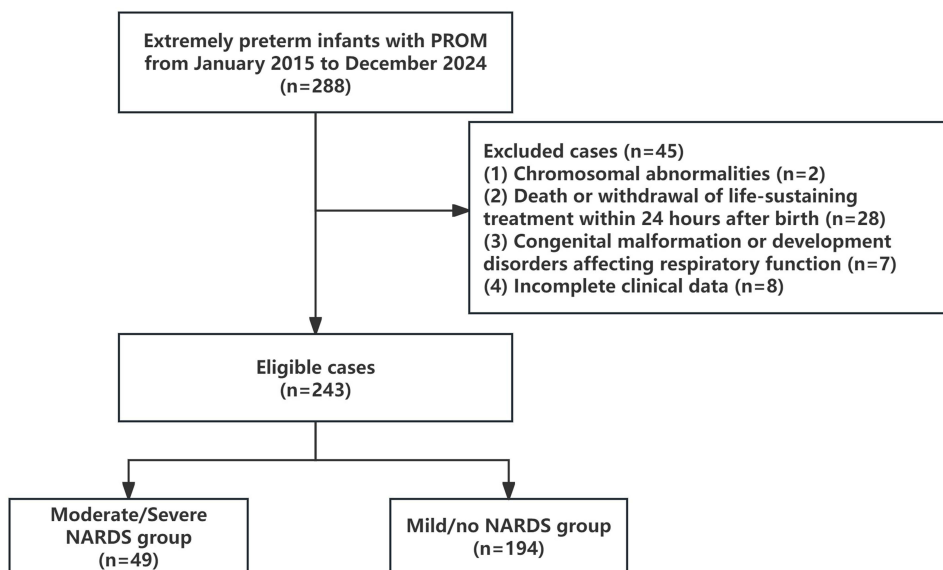 Extremely preterm infants with PROM
from January 2015 to December 2024
(n=288)
Excluded cases (n=45)
(1) Chromosomal abnormalities (n=2)
(2) Death or withdrawal of life-sustaining
treatment within 24 hours after birth (n=28)
(3) Congenital malformation or development
disorders affecting respiratory function (n=7)
(4) Incomplete clinical data (n=8)
Eligible cases
(n=243)
Moderate/Severe
NARDS group
(n=49)
Mild/no NARDS group
(n=194)